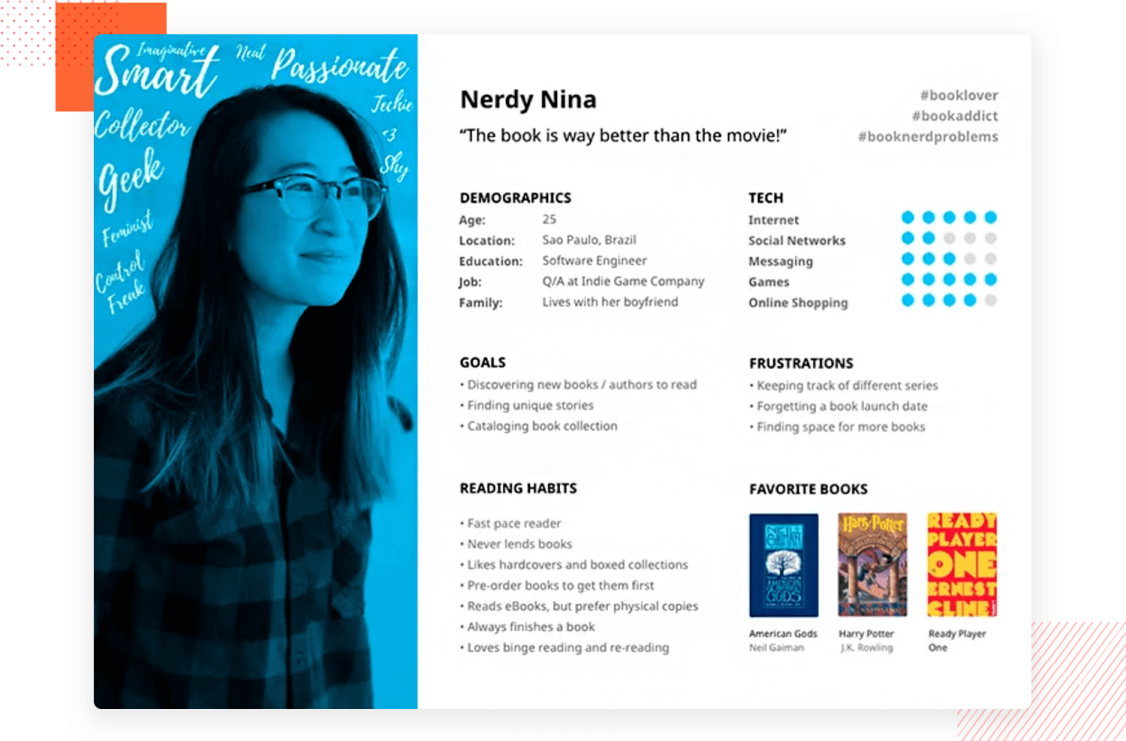 Imaginative
Smart
Neat
Passionate
Techie
Collector
<3
Shy
Geek
Feminist
Control
Freak
Nerdy Nina
“The book is way better than the movie!”
#booklover
#bookaddict
#booknerdproblems
DEMOGRAPHICS
Age: 25
Location: Sao Paulo, Brazil
Education: Software Engineer
Job: Q/A at Indie Game Company
Family: Lives with her boyfriend
TECH
Internet
Social Networks
Messaging
Games
Online Shopping
GOALS
• Discovering new books / authors to read
• Finding unique stories
• Cataloging book collection
FRUSTRATIONS
• Keeping track of different series
• Forgetting a book launch date
• Finding space for more books
READING HABITS
• Fast pace reader
• Never lends books
• Likes hardcovers and boxed collections
• Pre-order books to get them first
• Reads eBooks, but prefer physical copies
• Always finishes a book
• Loves binge reading and re-reading
FAVORITE BOOKS
NEIL
GAIMAN
AMERICAN
GODS
Harry Potter
READY
PLAYER
ONE
ERNEST
CLINE
American Gods
Neil Gaiman
Harry Potter
J.K. Rowling
Ready Player
One